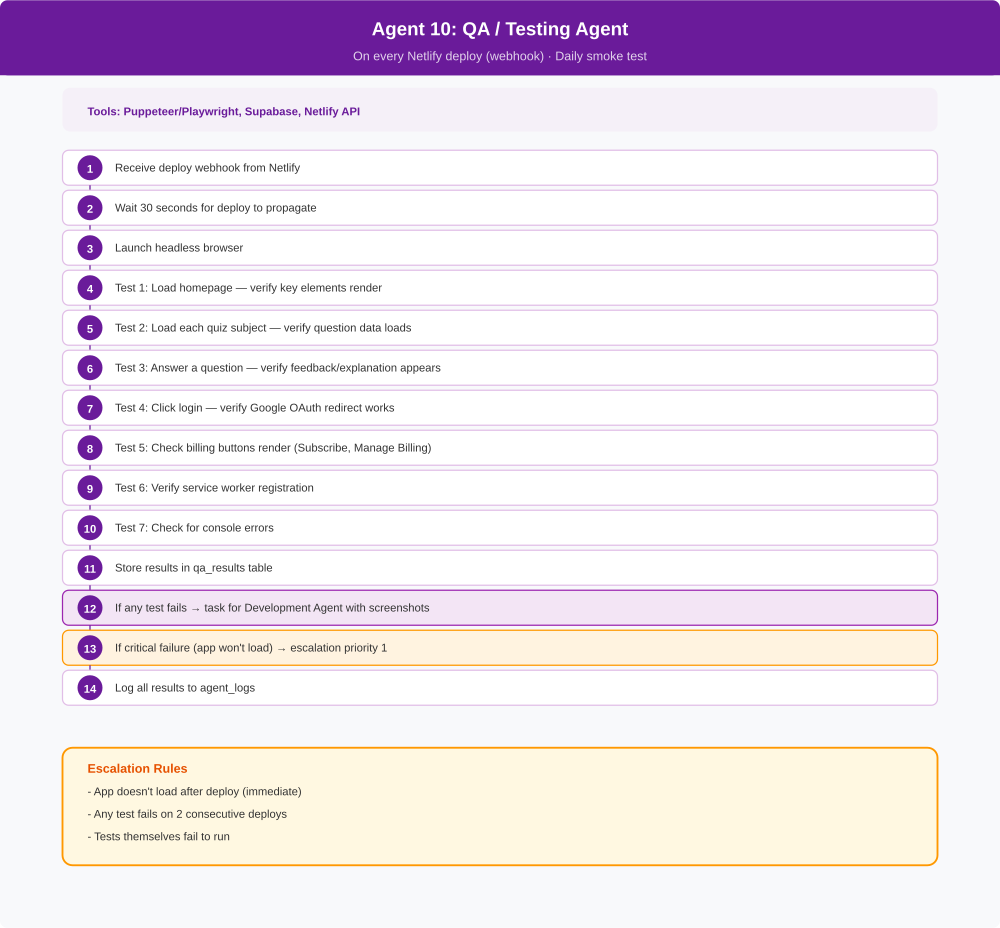 Agent 10: QA / Testing Agent
On every Netlify deploy (webhook) · Daily smoke test
Tools: Puppeteer/Playwright, Supabase, Netlify API
1 Receive deploy webhook from Netlify
2 Wait 30 seconds for deploy to propagate
3 Launch headless browser
4 Test 1: Load homepage — verify key elements render
5 Test 2: Load each quiz subject — verify question data loads
6 Test 3: Answer a question — verify feedback/explanation appears
7 Test 4: Click login — verify Google OAuth redirect works
8 Test 5: Check billing buttons render (Subscribe, Manage Billing)
9 Test 6: Verify service worker registration
10 Test 7: Check for console errors
11 Store results in qa_results table
12 If any test fails → task for Development Agent with screenshots
13 If critical failure (app won't load) → escalation priority 1
14 Log all results to agent_logs
Escalation Rules
- App doesn't load after deploy (immediate)
- Any test fails on 2 consecutive deploys
- Tests themselves fail to run